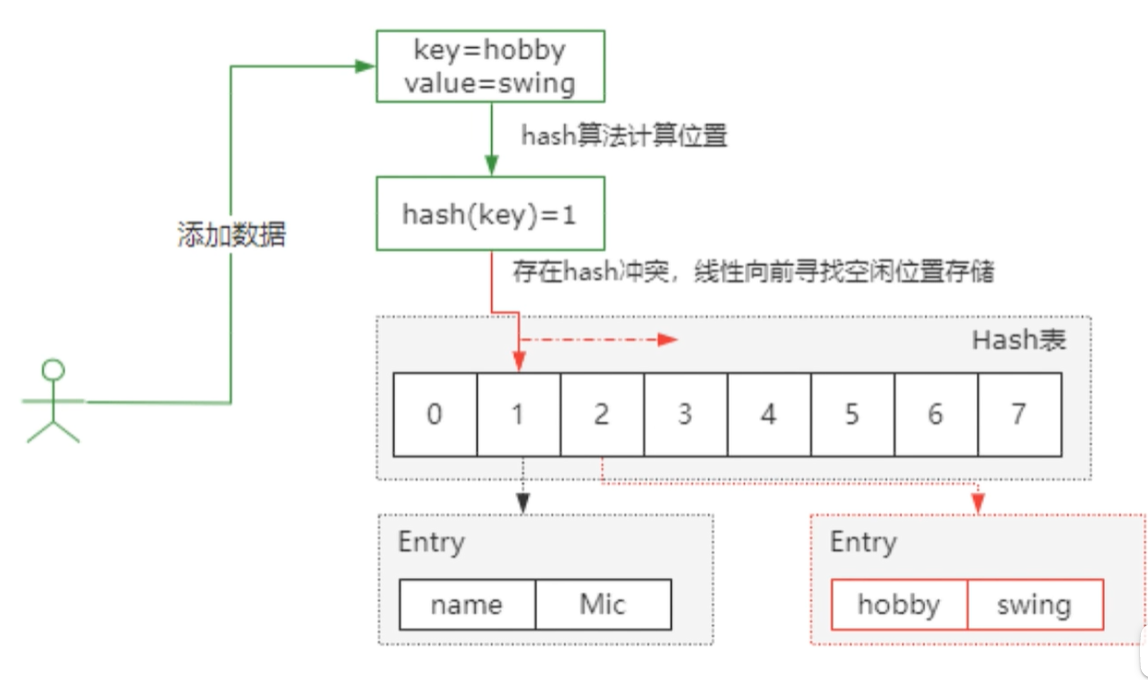 key=hobby
value=swing
hash算法计算位置
hash(key)=1
添加数据
存在hash冲突，线性向前寻找空闲位置存储
Hash表
0 1 2 3 4 5 6 7
Entry
name Mic
Entry
hobby swing